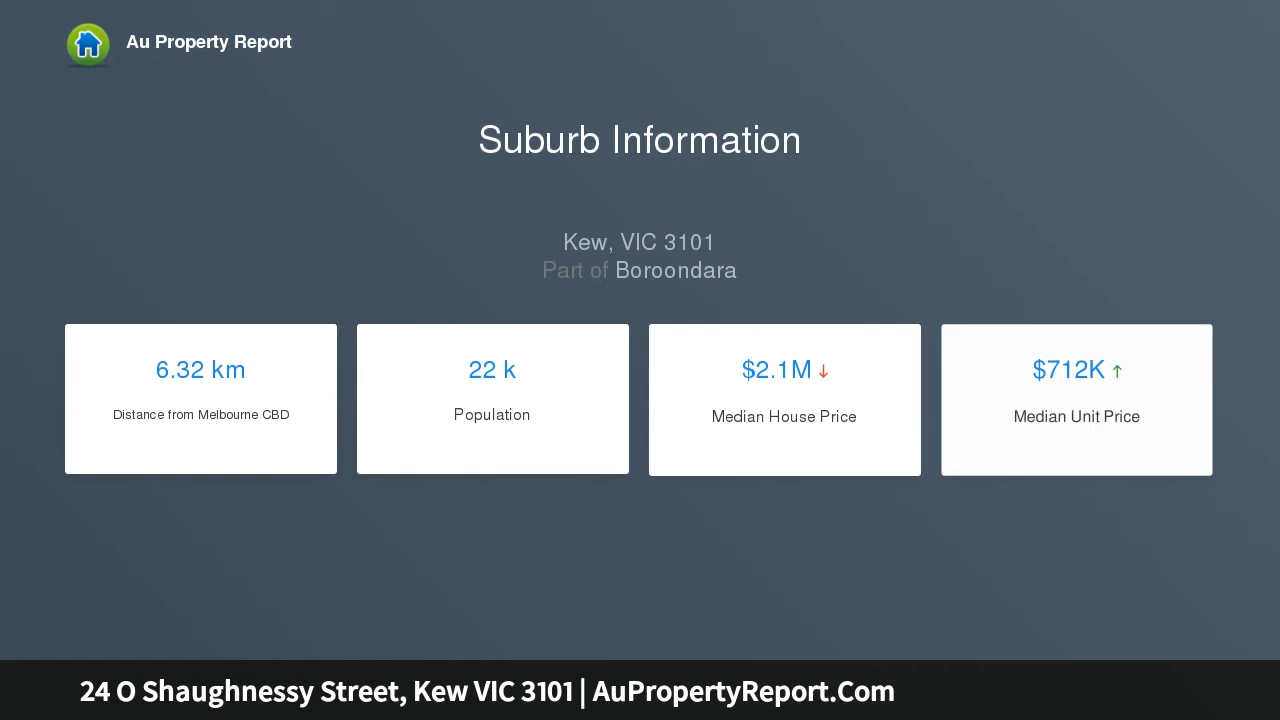 Au Property Report
Suburb Information
Kew, VIC 3101
Part of Boroondara
6.32 km
Distance from Melbourne CBD
22 k
Population
$2.1M ↓
Median House Price
$712K ↑
Median Unit Price
24 O Shaughnessy Street, Kew VIC 3101 | AuPropertyReport.Com